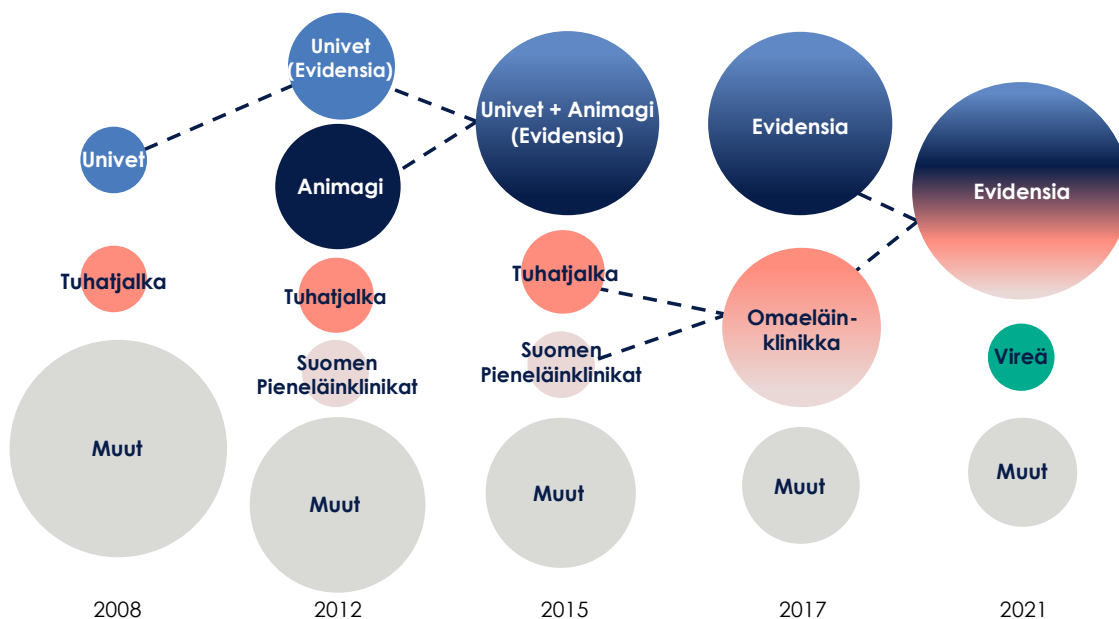 Univet
Tuhatjalka
Muut
2008
Univet
(Evidensia)
Animagi
Tuhatjalka
Suomen
Pieneläinklinikat
Muut
2012
Univet + Animagi
(Evidensia)
Tuhatjalka
Suomen
Pieneläinklinikat
Muut
2015
Evidensia
Omaeläin-
klinikka
Muut
2017
Evidensia
Vireä
Muut
2021